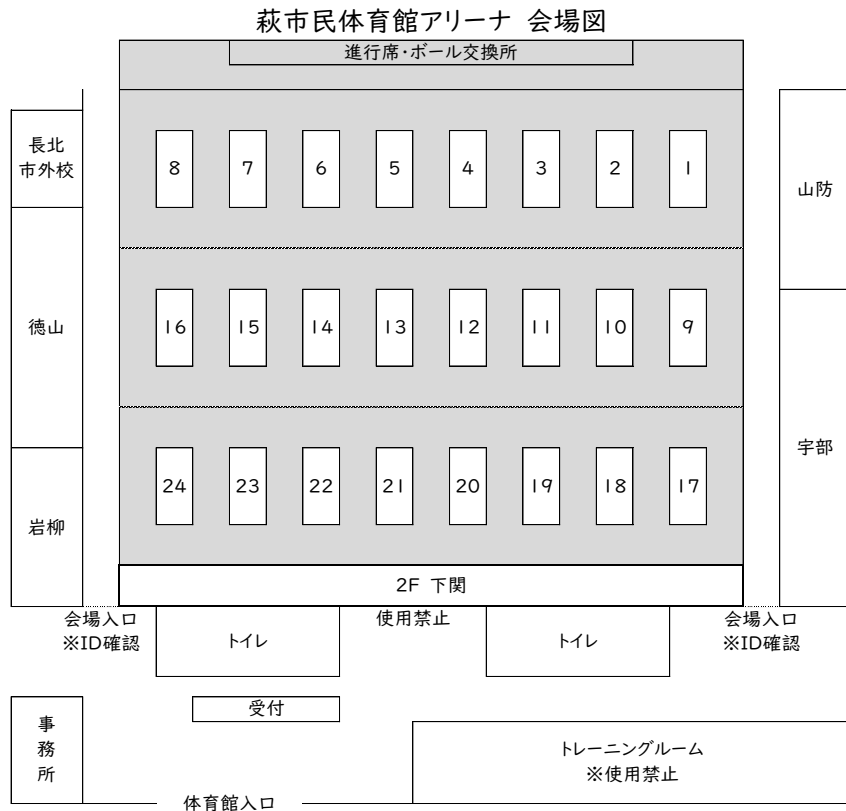 萩市民体育館アリーナ 会場図
進行席・ボール交換所
長北
市外校
8 7 6 5 4 3 2 1
山防
徳山
16 15 14 13 12 11 10 9
宇部
24 23 22 21 20 19 18 17
岩柳
2F 下関
会場入口
※ID確認
トイレ
使用禁止
トイレ
会場入口
※ID確認
受付
事
務
所
トレーニングルーム
※使用禁止
体育館入口